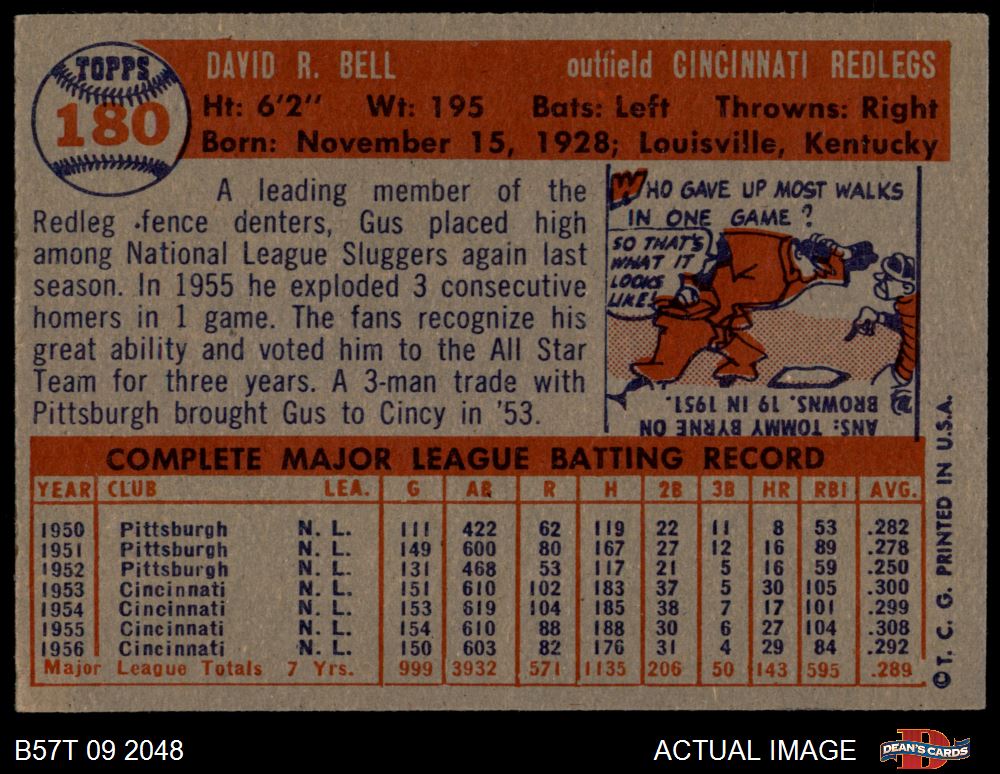 TOPPS
180
DAVID R. BELL outfield CINCINNATI REDLEGS
Ht: 6'2" Wt: 195 Bats: Left Throwns: Right
Born: November 15, 1928; Louisville, Kentucky
A leading member of the
Redleg fence denters, Gus placed high
among National League Sluggers again last
season. In 1955 he exploded 3 consecutive
homers in 1 game. The fans recognize his
great ability and voted him to the All Star
Team for three years. A 3-man trade with
Pittsburgh brought Gus to Cincy in '53.
WHO GAVE UP MOST WALKS
IN ONE GAME?
SO THAT'S
WHAT IT
LOOKS
LIKE!
ANS: TOMMY BYRNE ON
BROWNS. 19 IN 1951.
COMPLETE MAJOR LEAGUE BATTING RECORD
YEAR CLUB LEA. G AB R H 2B 3B HR RBI AVG.
1950 Pittsburgh N. L. 111 422 62 119 22 11 8 53 .282
1951 Pittsburgh N. L. 149 600 80 167 27 12 16 89 .278
1952 Pittsburgh N. L. 131 468 53 117 21 5 16 59 .250
1953 Cincinnati N. L. 151 610 102 183 37 5 30 105 .300
1954 Cincinnati N. L. 153 619 104 185 38 7 17 101 .299
1955 Cincinnati N. L. 154 610 88 188 30 6 27 104 .308
1956 Cincinnati N. L. 150 603 82 176 31 4 29 84 .292
Major League Totals 7 Yrs. 999 3932 571 1135 206 50 143 595 .289
©T. C. G. PRINTED IN U.S.A.
B57T 09 2048 ACTUAL IMAGE DEAN'S CARDS